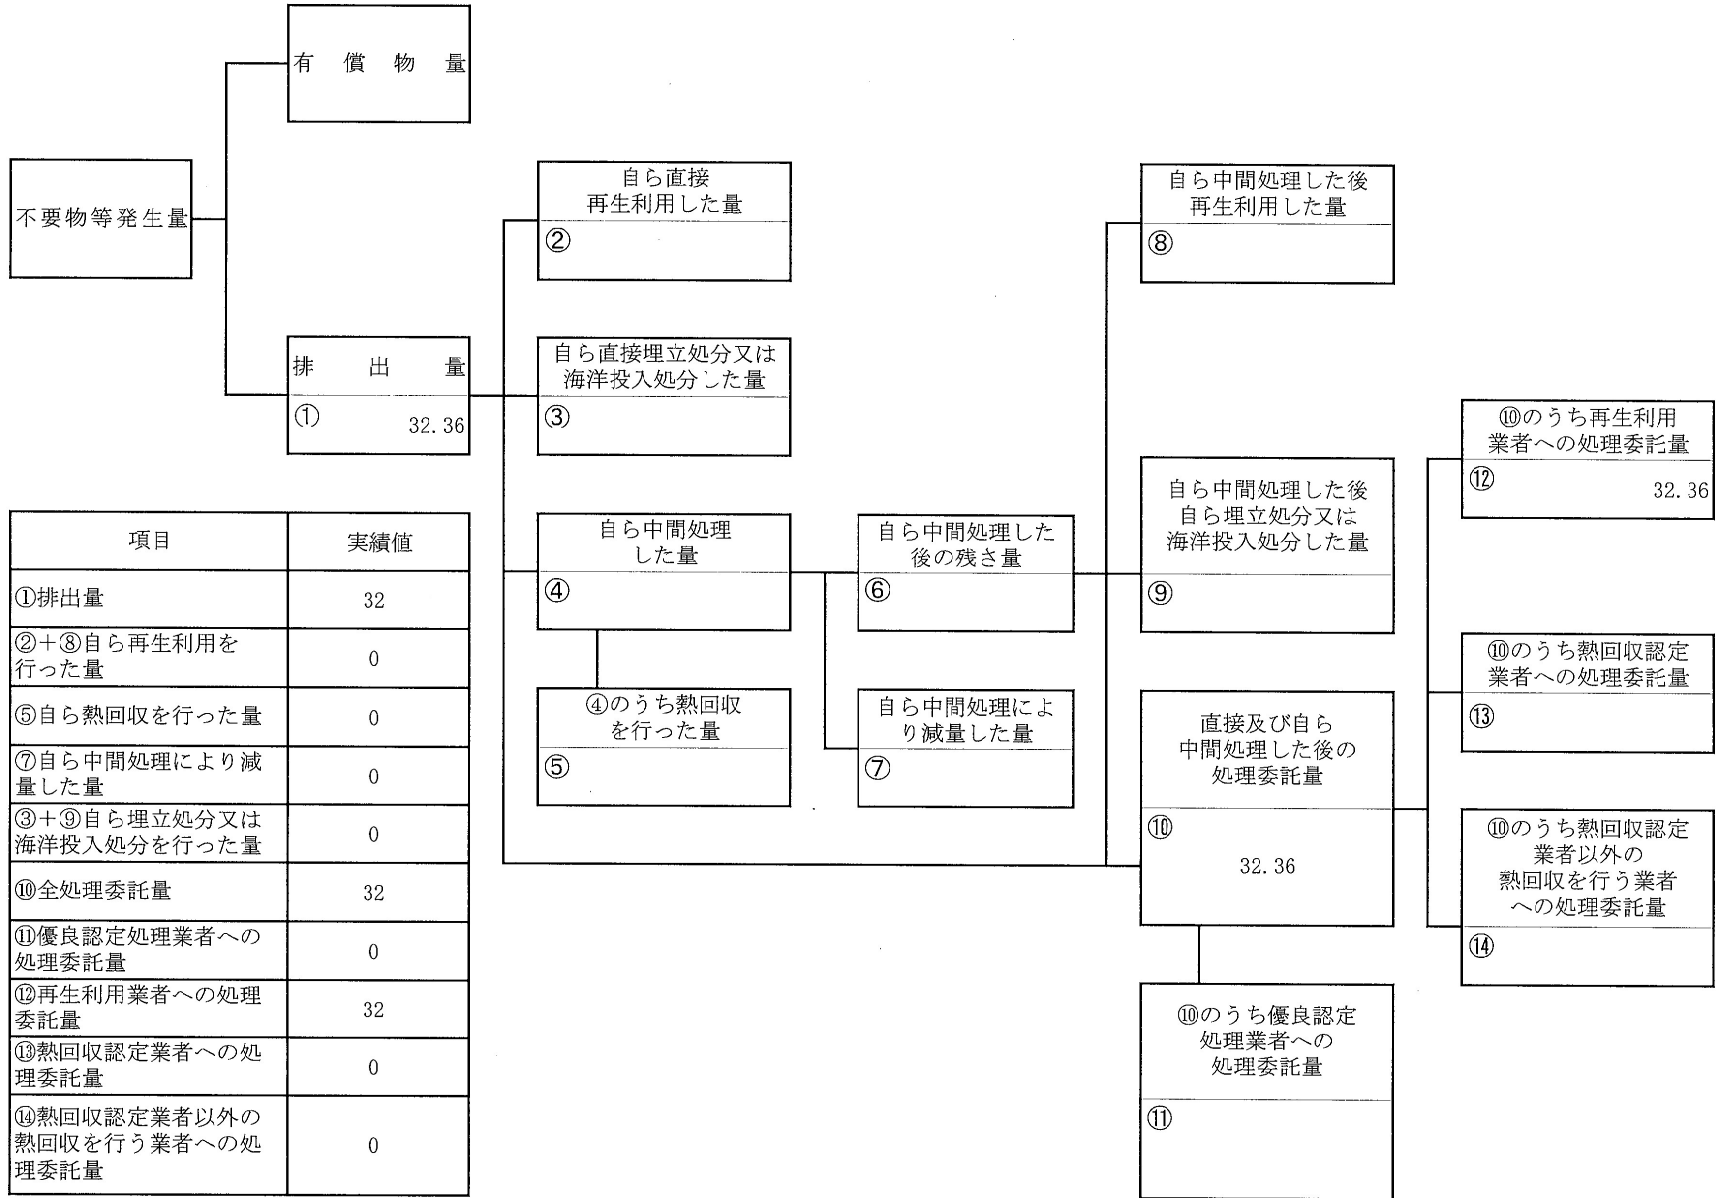 有償物量
不要物等発生量
排出量
①
32.36
自ら直接
再生利用した量
②
自ら直接埋立処分又は
海洋投入処分した量
③
自ら中間処理
した量
④
④のうち熱回収
を行った量
⑤
自ら中間処理した
後の残さ量
⑥
自ら中間処理によ
り減量した量
⑦
自ら中間処理した後
再生利用した量
⑧
自ら中間処理した後
自ら埋立処分又は
海洋投入処分した量
⑨
直接及び自ら
中間処理した後の
処理委託量
⑩
32.36
⑩のうち優良認定
処理業者への
処理委託量
⑪
⑩のうち再生利用
業者への処理委託量
⑫
32.36
⑩のうち熱回収認定
業者への処理委託量
⑬
⑩のうち熱回収認定
業者以外の
熱回収を行う業者
への処理委託量
⑭
項目 実績値
①排出量 32
②+⑧自ら再生利用を
行った量 0
⑤自ら熱回収を行った量 0
⑦自ら中間処理により減
量した量 0
③+⑨自ら埋立処分又は
海洋投入処分を行った量 0
⑩全処理委託量 32
⑪優良認定処理業者への
処理委託量 0
⑫再生利用業者への処理
委託量 32
⑬熱回収認定業者への処
理委託量 0
⑭熱回収認定業者以外の
熱回収を行う業者への処
理委託量 0